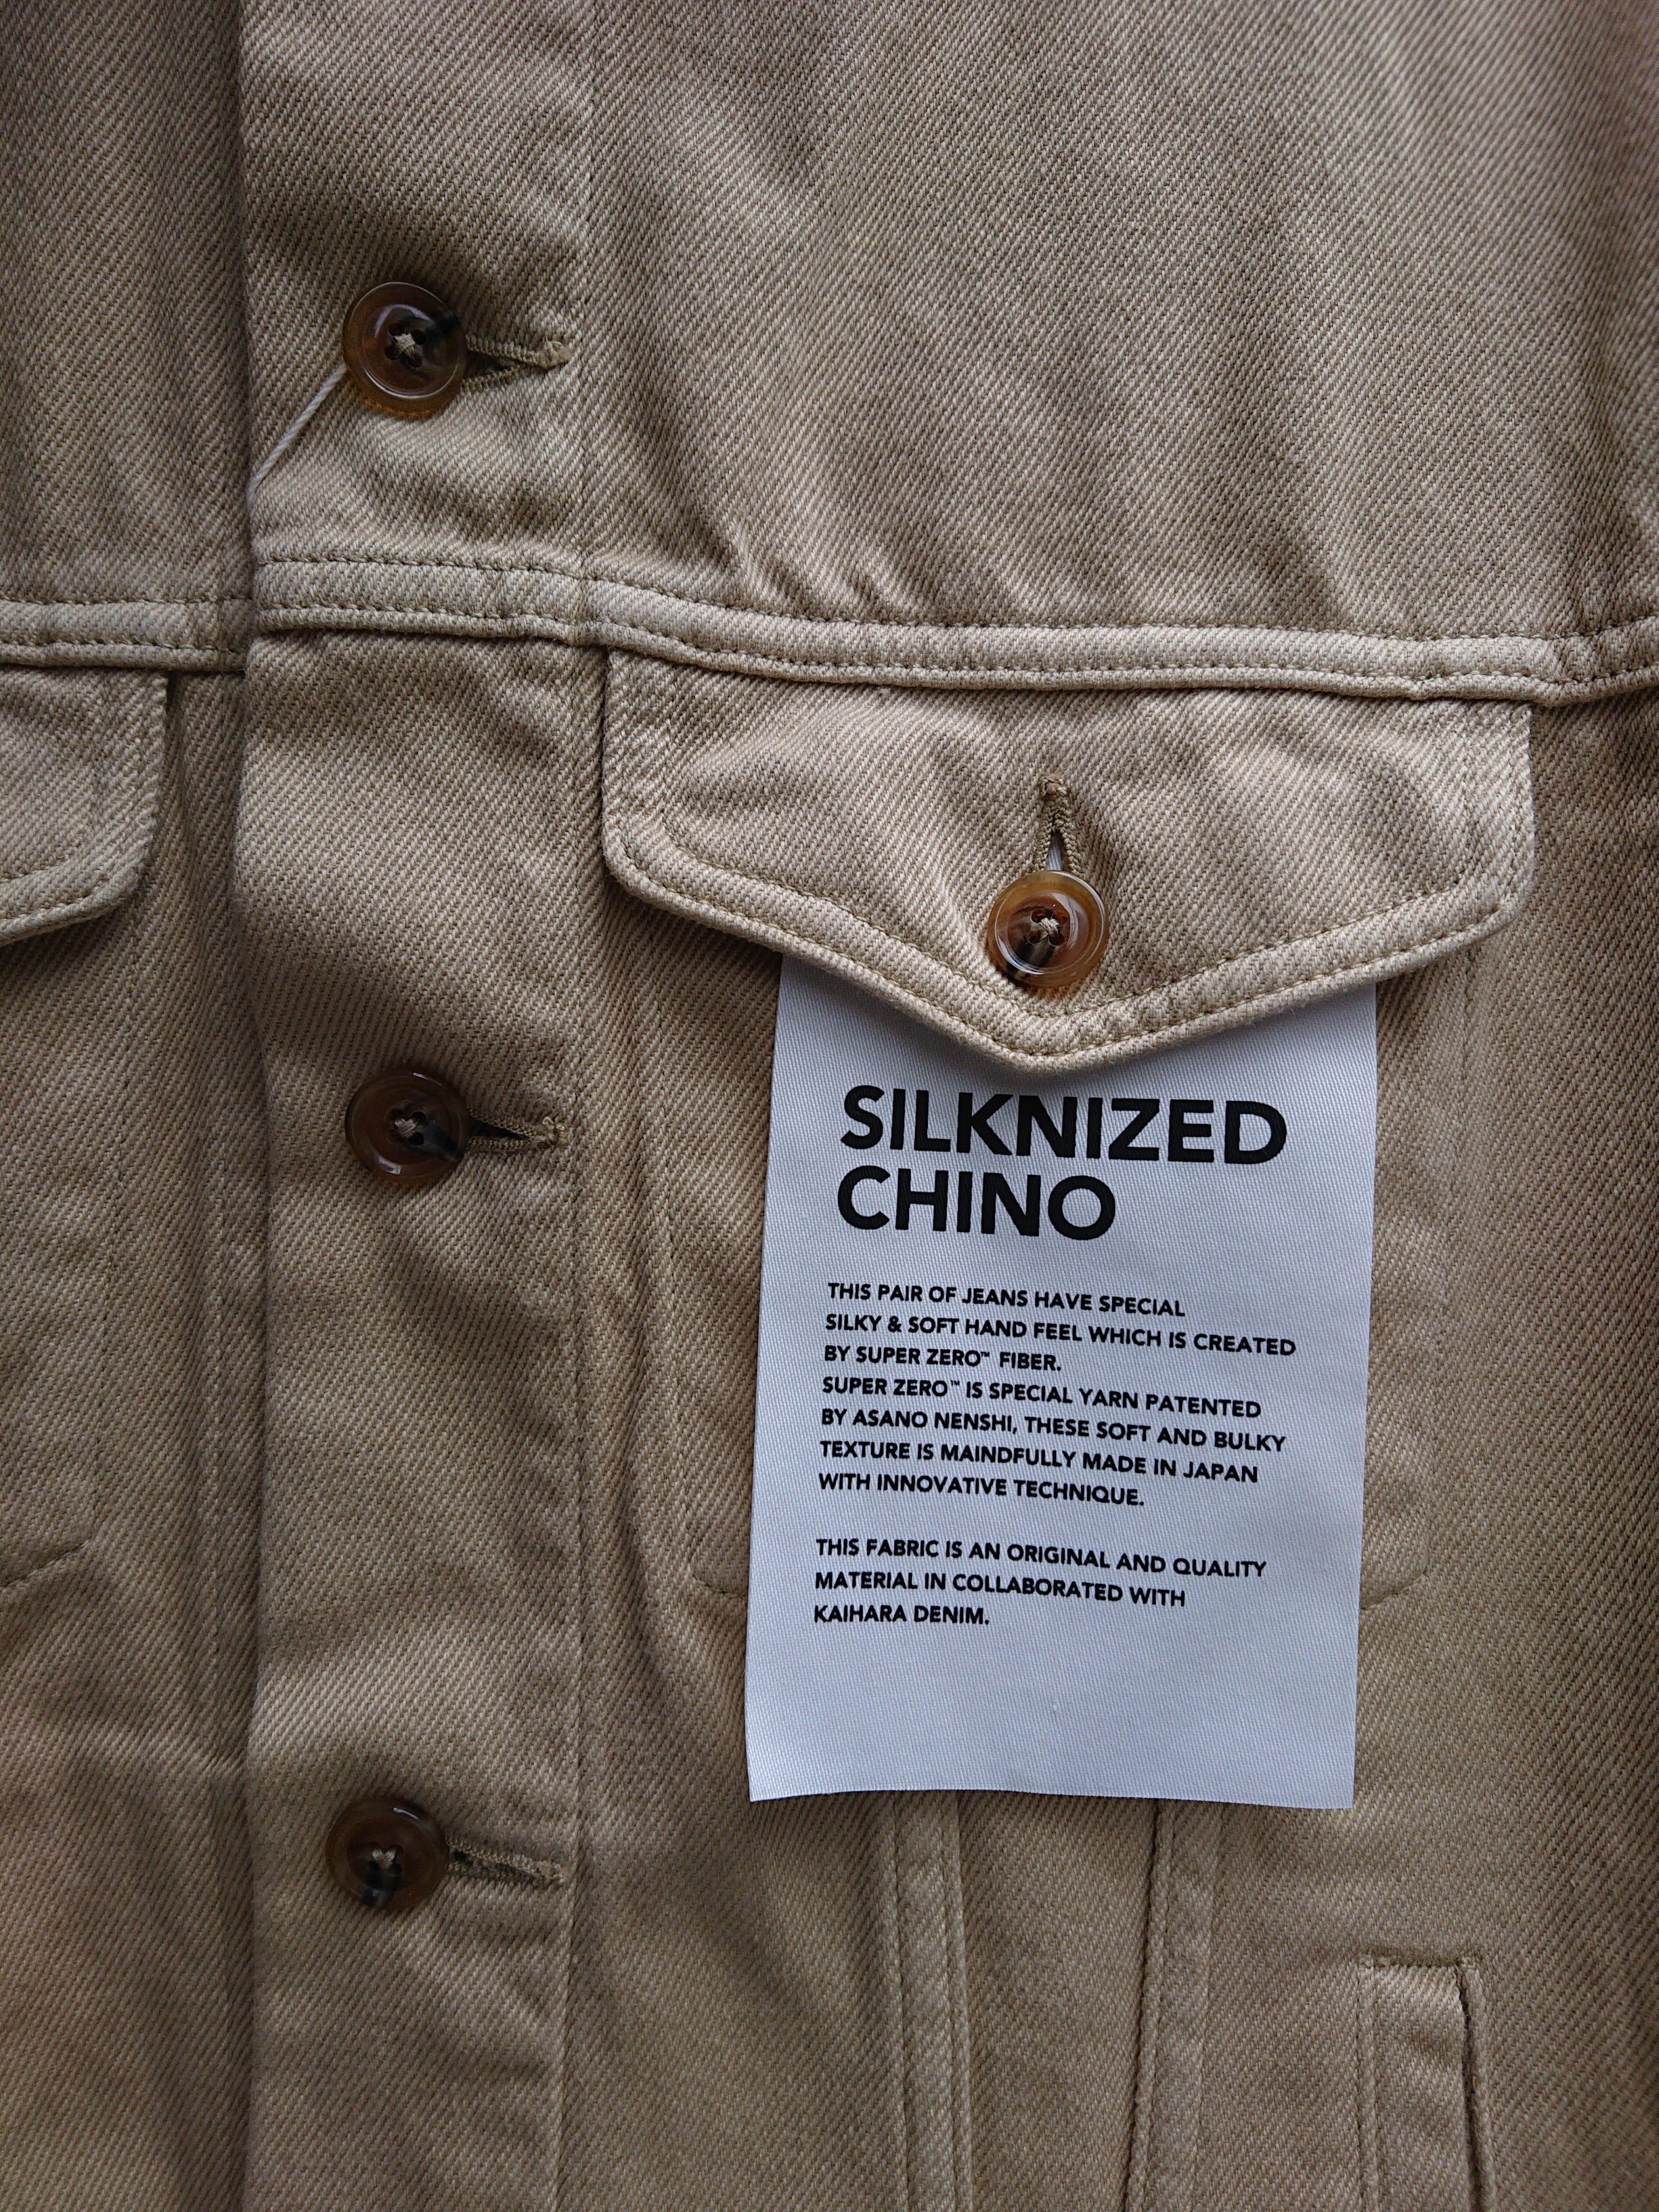 SILKNIZED
CHINO
THIS PAIR OF JEANS HAVE SPECIAL
SILKY & SOFT HAND FEEL WHICH IS CREATED
BY SUPER ZERO™ FIBER.
SUPER ZERO™ IS SPECIAL YARN PATENTED
BY ASANO NENSHI, THESE SOFT AND BULKY
TEXTURE IS MAINDFULLY MADE IN JAPAN
WITH INNOVATIVE TECHNIQUE.
THIS FABRIC IS AN ORIGINAL AND QUALITY
MATERIAL IN COLLABORATED WITH
KAIHARA DENIM.